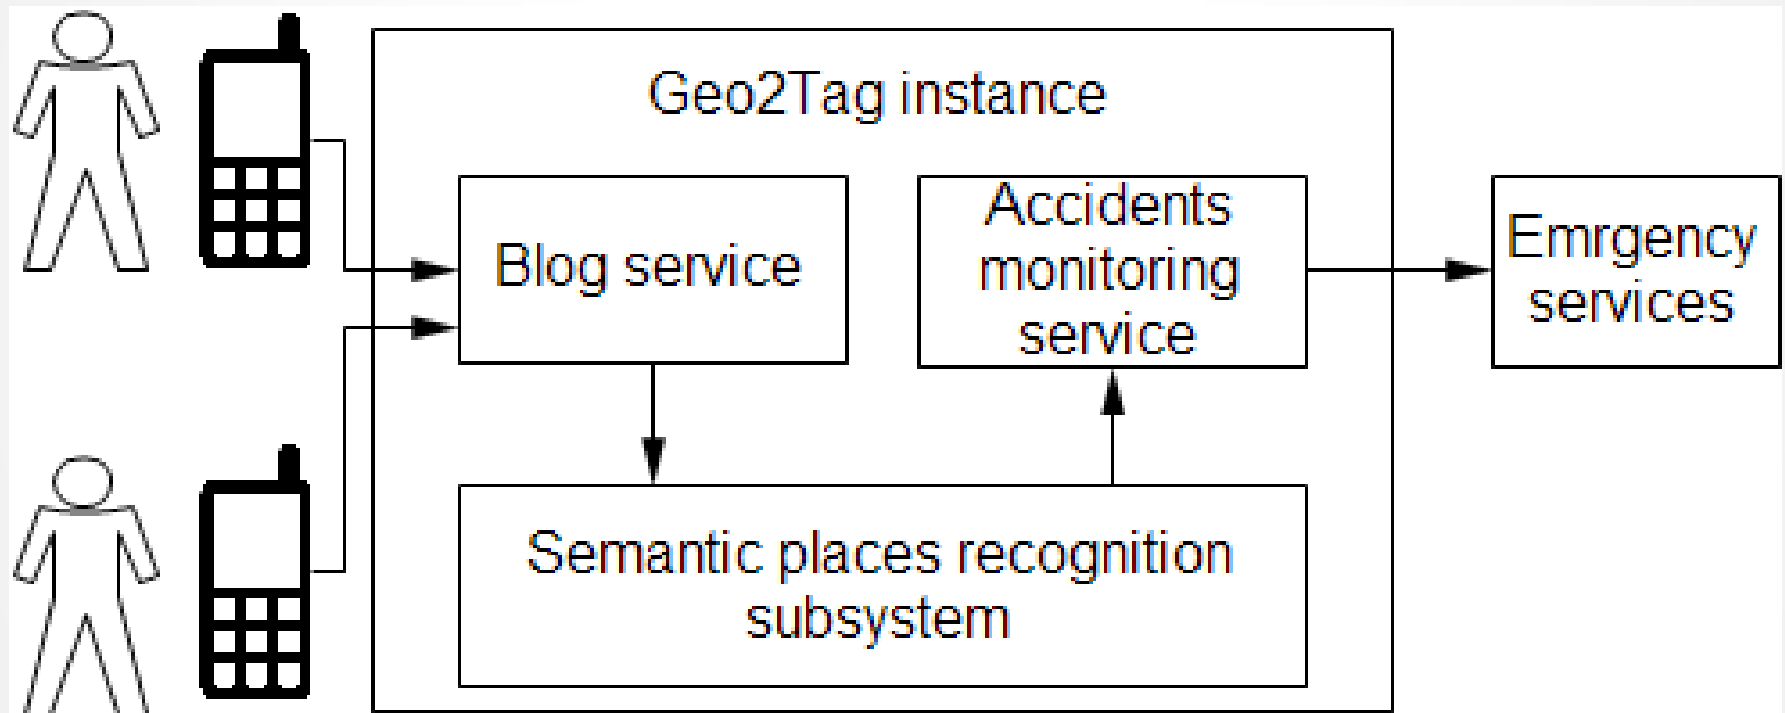 Geo2Tag instance
Blog service
Accidents
monitoring
service
Emrgency
services
Semantic places recognition
subsystem